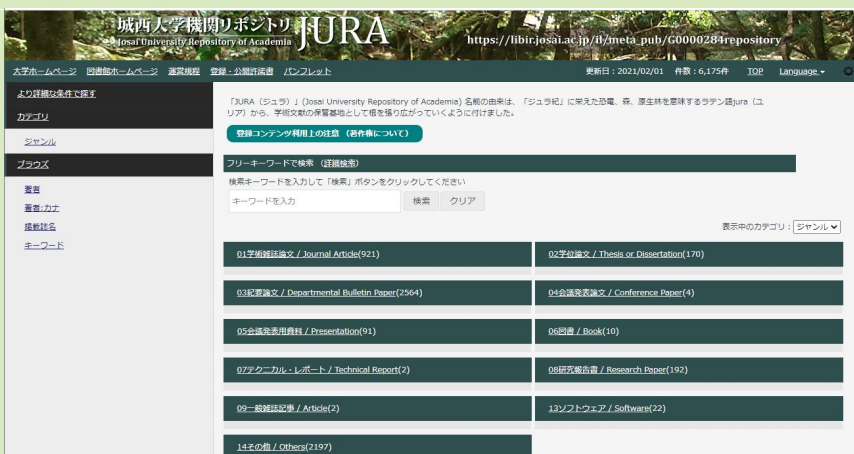 城西大学機関リポジトリ JURA
Josai University Repository of Academia
https://libir.josai.ac.jp/il/meta_pub/G0000284repository
大学ホームページ 図書館ホームページ 運営規程 登録・公開許諾書 パンフレット 更新日:2021/02/01 件数:6,175件 TOP Language
より詳細な条件で探す
カテゴリ
ジャンル
ブラウズ
著者
著者:カナ
掲載誌名
キーワード
「JURA(ジュラ)」(Josai University Repository of Academia) 名前の由来は、「ジュラ紀」に栄えた恐竜、森、原生林を意味するラテン語jura(ユ
リア)から、学術文献の保管基地として根を張り広がっていくように付けました。
登録コンテンツ利用上の注意(著作権について)
フリーキーワードで検索(詳細検索)
検索キーワードを入力して「検索」ボタンをクリックしてください
キーワードを入力 検索 クリア
表示中のカテゴリ:ジャンル
01学術雑誌論文 / Journal Article(921) 02学位論文 / Thesis or Dissertation(170)
03紀要論文 / Departmental Bulletin Paper(2564) 04会議発表論文 / Conference Paper(4)
05会議発表用資料 / Presentation(91) 06図書 / Book(10)
07テクニカル・レポート / Technical Report(2) 08研究報告書 / Research Paper(192)
09一般雑誌記事 / Article(2) 13ソフトウェア / Software(22)
14その他 / Others(2197)